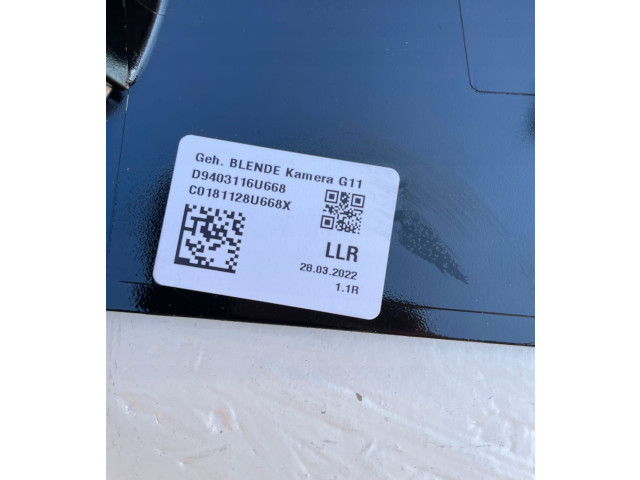 Geh. BLENDE Kamera G11
D9403116U668
C0181128U668X
LLR
28.03.2022
1.1R